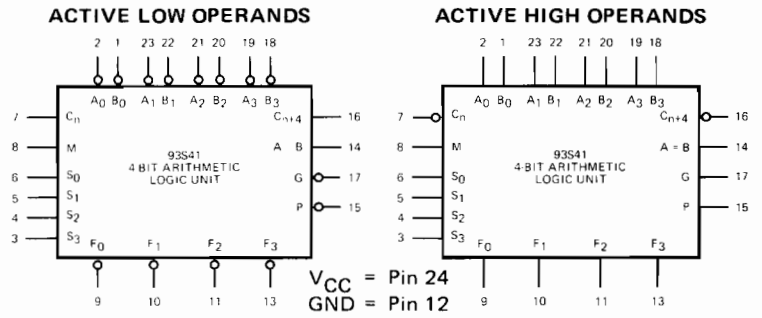 ACTIVE LOW OPERANDS
2 1 23 22 21 20 19 18
A0 B0 A1 B1 A2 B2 A3 B3
7 Cn Cn+4 16
8 M A B 14
93S41
4-BIT ARITHMETIC
LOGIC UNIT
6 S0 G 17
5 S1
4 S2 P 15
3 S3
F0 F1 F2 F3
9 10 11 13
ACTIVE HIGH OPERANDS
2 1 23 22 21 20 19 18
A0 B0 A1 B1 A2 B2 A3 B3
7 Cn Cn+4 16
8 M A = B 14
93S41
4-BIT ARITHMETIC
LOGIC UNIT
6 S0 G 17
5 S1
4 S2 P 15
3 S3
F0 F1 F2 F3
9 10 11 13
VCC = Pin 24
GND = Pin 12